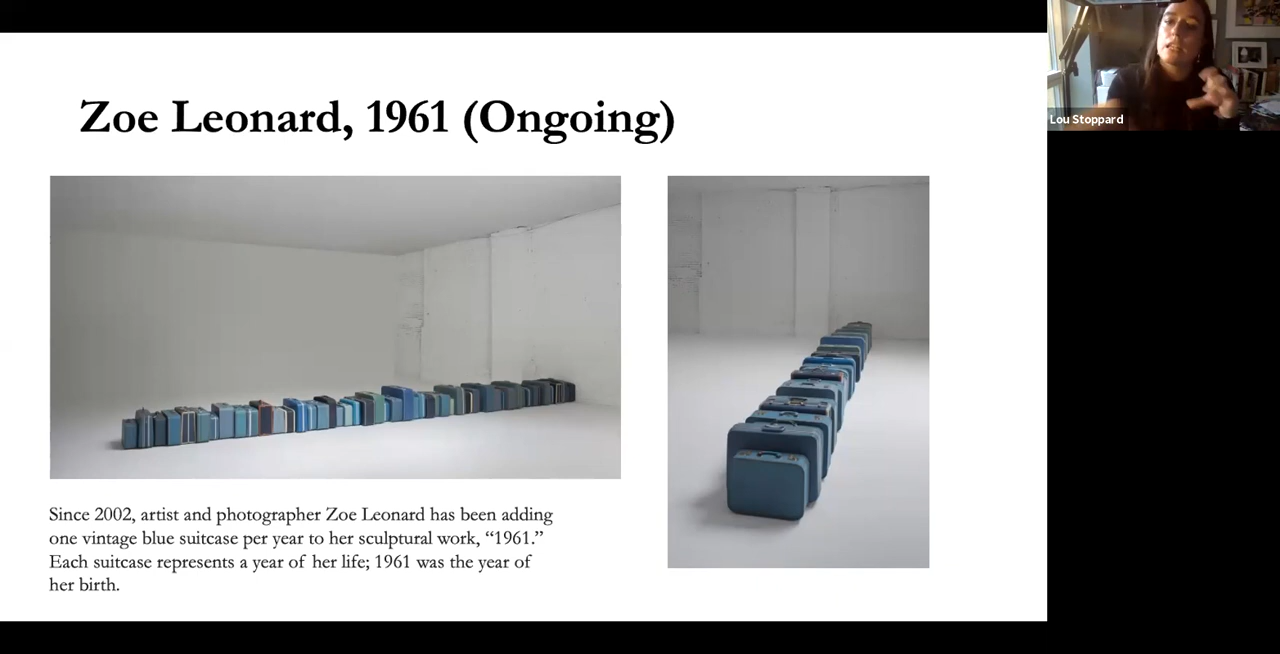 Zoe Leonard, 1961 (Ongoing)
Since 2002, artist and photographer Zoe Leonard has been adding
one vintage blue suitcase per year to her sculptural work, “1961.”
Each suitcase represents a year of her life; 1961 was the year of
her birth.
Lou Stoppard